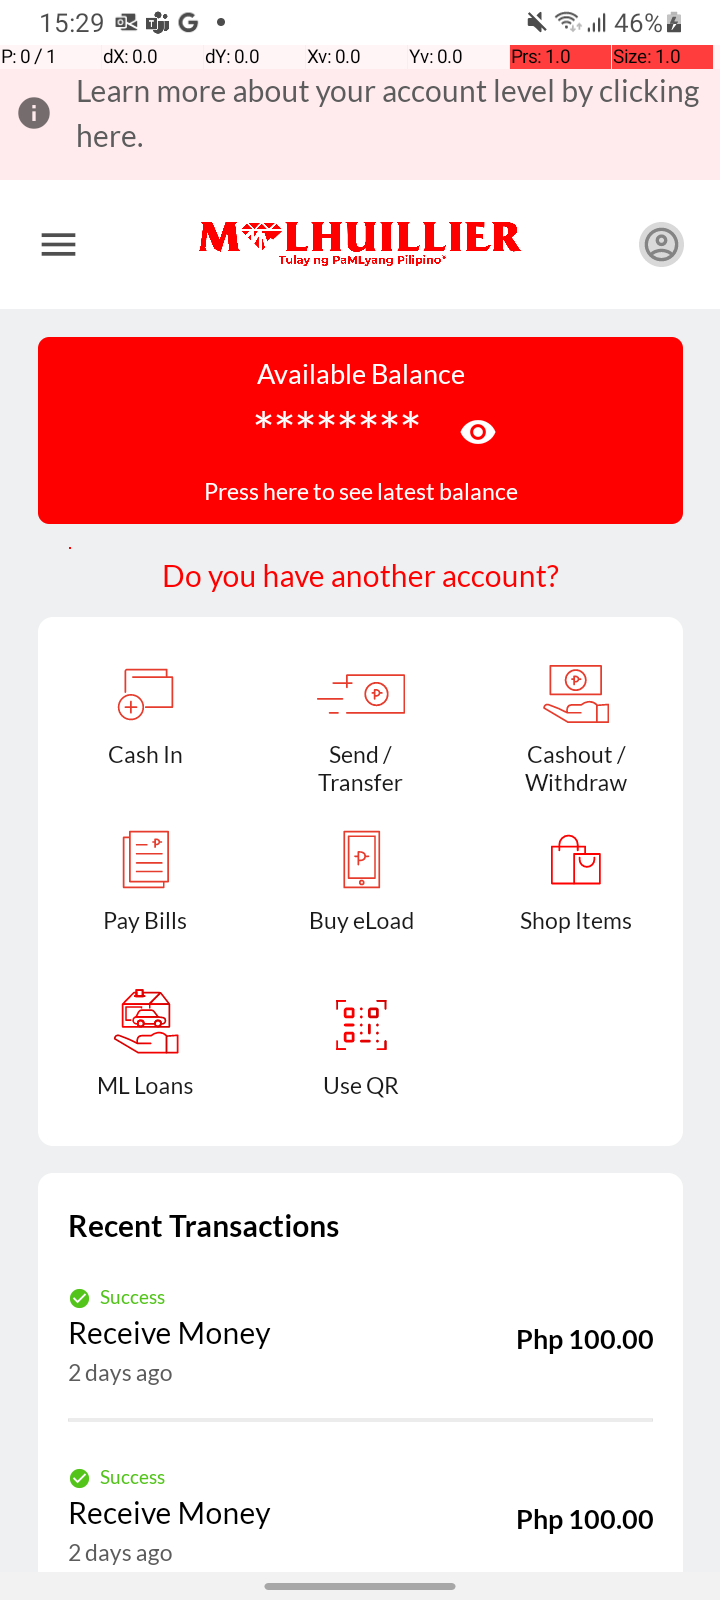 15:29 46%
P: 0 / 1 dX: 0.0 dY: 0.0 Xv: 0.0 Yv: 0.0 Prs: 1.0 Size: 1.0
Learn more about your account level by clicking
here.
M LHUILLIER
Tulay ng PaMLyang Pilipino
Available Balance
********
Press here to see latest balance
Do you have another account?
Cash In
Send /
Transfer
Cashout /
Withdraw
Pay Bills
Buy eLoad
Shop Items
ML Loans
Use QR
Recent Transactions
Success
Receive Money
Php 100.00
2 days ago
Success
Receive Money
Php 100.00
2 days ago